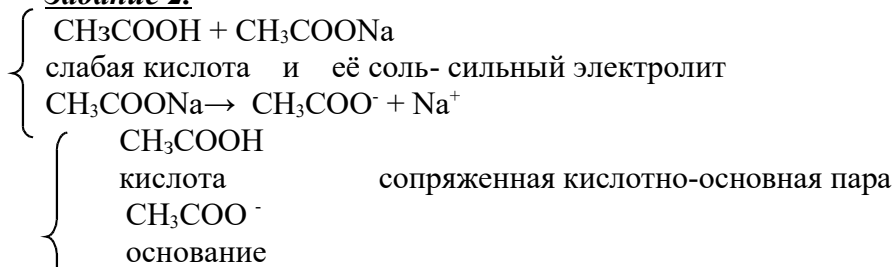 Задание 2.
СНзСООН + CH₃COONa
слабая кислота и её соль- сильный электролит
CH₃COONa→ CH₃COO⁻ + Na⁺
CH₃COOH
кислота сопряженная кислотно-основная пара
CH₃COO ⁻
основание